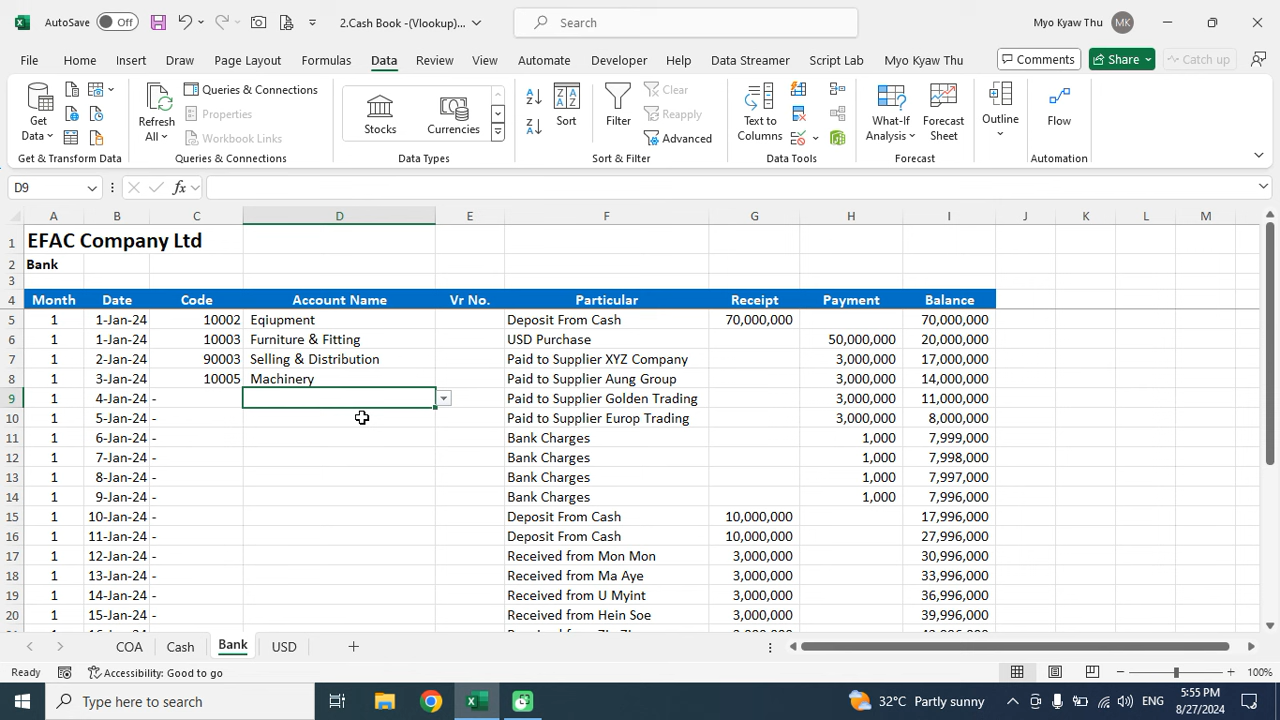 AutoSave Off 2.Cash Book - (Vlookup)... Search Myo Kyaw Thu MK
File Home Insert Draw Page Layout Formulas Data Review View Automate Developer Help Data Streamer Script Lab Myo Kyaw Thu Comments Share Catch up
Get Data Refresh All Queries & Connections Properties Workbook Links Stocks Currencies Sort Filter Clear Reapply Advanced Text to Columns What-If Analysis Forecast Sheet Outline Flow
Get & Transform Data Queries & Connections Data Types Sort & Filter Data Tools Forecast Automation
D9 fx
A B C D E F G H I J K L M
1 EFAC Company Ltd
2 Bank
3
4 Month Date Code Account Name Vr No. Particular Receipt Payment Balance
5 1 1-Jan-24 10002 Eqiupment Deposit From Cash 70,000,000 70,000,000
6 1 1-Jan-24 10003 Furniture & Fitting USD Purchase 50,000,000 20,000,000
7 1 2-Jan-24 90003 Selling & Distribution Paid to Supplier XYZ Company 3,000,000 17,000,000
8 1 3-Jan-24 10005 Machinery Paid to Supplier Aung Group 3,000,000 14,000,000
9 1 4-Jan-24 - Paid to Supplier Golden Trading 3,000,000 11,000,000
10 1 5-Jan-24 - Paid to Supplier Europ Trading 3,000,000 8,000,000
11 1 6-Jan-24 - Bank Charges 1,000 7,999,000
12 1 7-Jan-24 - Bank Charges 1,000 7,998,000
13 1 8-Jan-24 - Bank Charges 1,000 7,997,000
14 1 9-Jan-24 - Bank Charges 1,000 7,996,000
15 1 10-Jan-24 - Deposit From Cash 10,000,000 17,996,000
16 1 11-Jan-24 - Deposit From Cash 10,000,000 27,996,000
17 1 12-Jan-24 - Received from Mon Mon 3,000,000 30,996,000
18 1 13-Jan-24 - Received from Ma Aye 3,000,000 33,996,000
19 1 14-Jan-24 - Received from U Myint 3,000,000 36,996,000
20 1 15-Jan-24 - Received from Hein Soe 3,000,000 39,996,000
COA Cash Bank USD
Ready Accessibility: Good to go 100%
Type here to search 32°C Partly sunny ENG 5:55 PM
8/27/2024